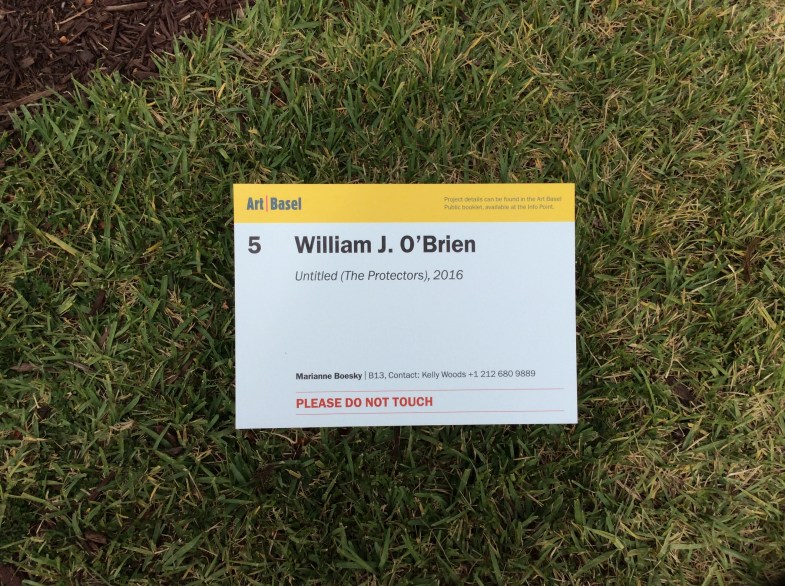 Art | Basel
Project details can be found in the Art Basel
Public booklet, available at the Info Point.
5 William J. O'Brien
Untitled (The Protectors), 2016
Marianne Boesky | B13, Contact: Kelly Woods +1 212 680 9889
PLEASE DO NOT TOUCH